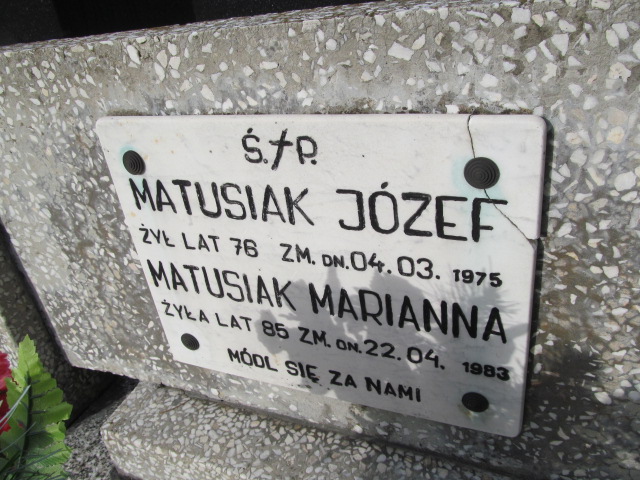 Ś.†P.
MATUSIAK JÓZEF
ŻYŁ LAT 76 ZM. DN.04.03.1975
MATUSIAK MARIANNA
ŻYŁA LAT 85 ZM. DN.22.04.1983
MÓDL SIĘ ZA NAMI